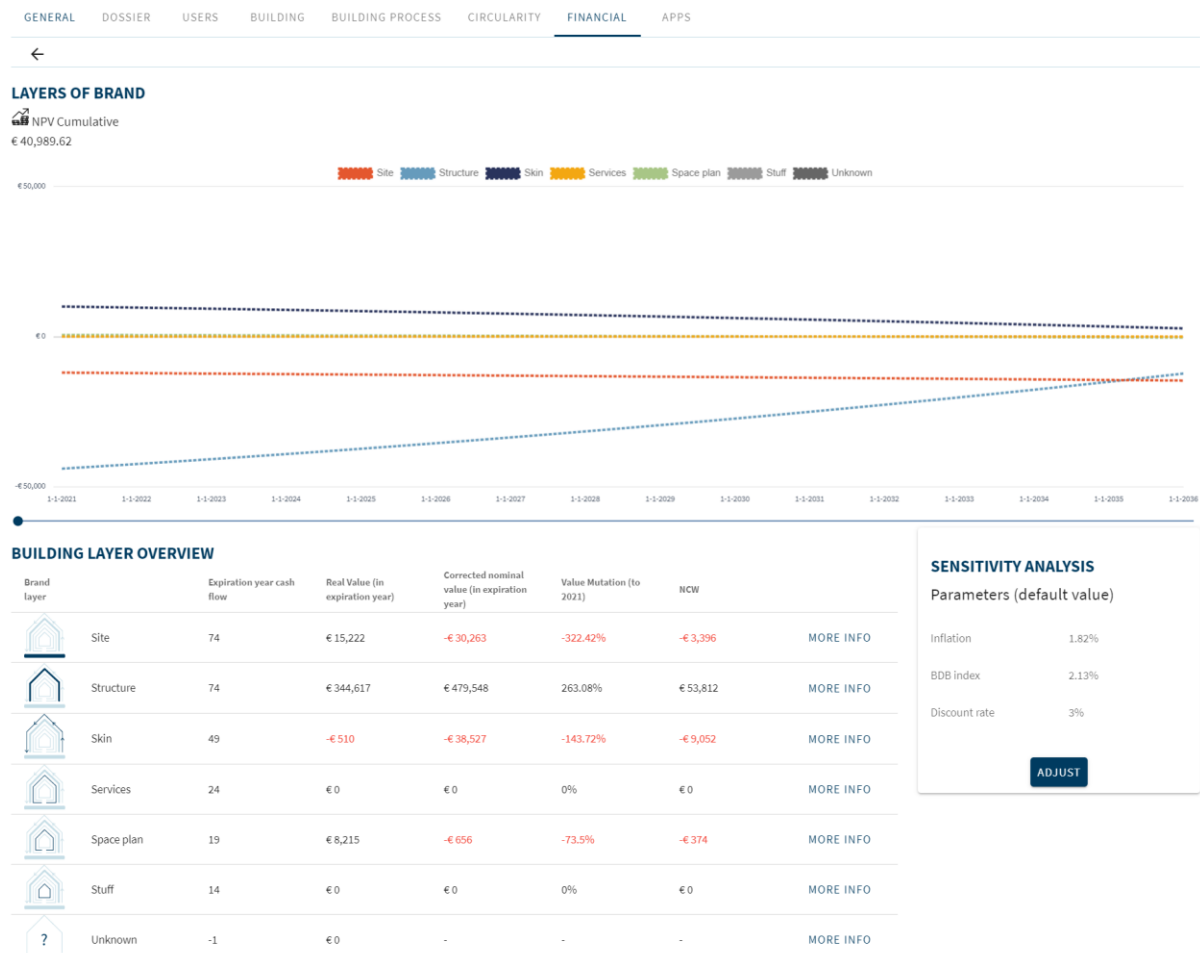 GENERAL DOSSIER USERS BUILDING BUILDING PROCESS CIRCULARITY FINANCIAL APPS
LAYERS OF BRAND
NPV Cumulative
€ 40,989.62
Site Structure Skin Services Space plan Stuff Unknown
€ 50,000
€ 0
-€ 50,000
1-1-2021 1-1-2022 1-1-2023 1-1-2024 1-1-2025 1-1-2026 1-1-2027 1-1-2028 1-1-2029 1-1-2030 1-1-2031 1-1-2032 1-1-2033 1-1-2034 1-1-2035 1-1-2036
BUILDING LAYER OVERVIEW
Brand layer Expiration year cash flow Real Value (in expiration year) Corrected nominal value (in expiration year) Value Mutation (to 2021) NCW
Site 74 € 15,222 -€ 30,263 -322.42% -€ 3,396 MORE INFO
Structure 74 € 344,617 € 479,548 263.08% € 53,812 MORE INFO
Skin 49 -€ 510 -€ 38,527 -143.72% -€ 9,052 MORE INFO
Services 24 € 0 € 0 0% € 0 MORE INFO
Space plan 19 € 8,215 -€ 656 -73.5% -€ 374 MORE INFO
Stuff 14 € 0 € 0 0% € 0 MORE INFO
? Unknown -1 € 0 - - - MORE INFO
SENSITIVITY ANALYSIS
Parameters (default value)
Inflation 1.82%
BDB index 2.13%
Discount rate 3%
ADJUST